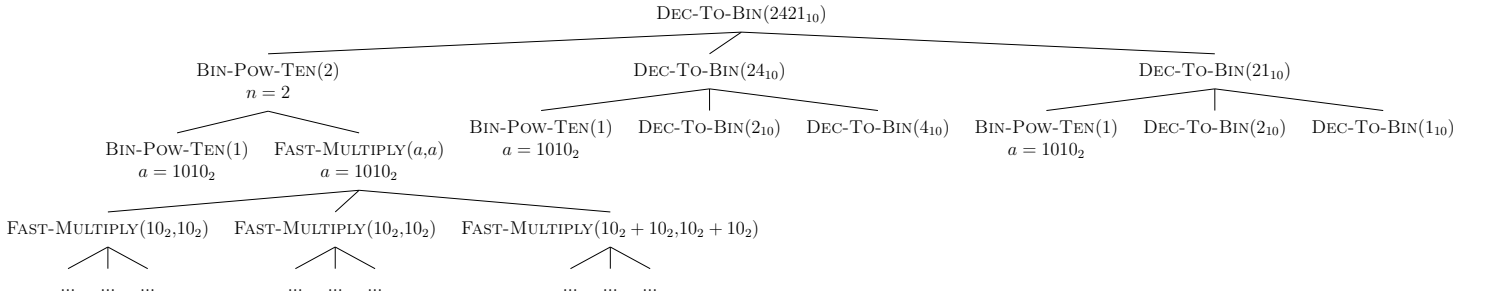 DEC-TO-BIN(2421₁₀)
BIN-POW-TEN(2)
n = 2
DEC-TO-BIN(24₁₀)
DEC-TO-BIN(21₁₀)
BIN-POW-TEN(1)
a = 1010₂
FAST-MULTIPLY(a,a)
a = 1010₂
BIN-POW-TEN(1)
a = 1010₂
DEC-TO-BIN(2₁₀)
DEC-TO-BIN(4₁₀)
BIN-POW-TEN(1)
a = 1010₂
DEC-TO-BIN(2₁₀)
DEC-TO-BIN(1₁₀)
FAST-MULTIPLY(10₂,10₂)
FAST-MULTIPLY(10₂,10₂)
FAST-MULTIPLY(10₂ + 10₂,10₂ + 10₂)
... ... ...
... ... ...
... ... ...